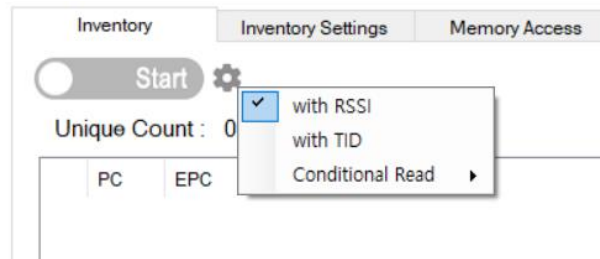 Inventory Inventory Settings Memory Access
Start
with RSSI
Unique Count : 0
with TID
PC EPC
Conditional Read